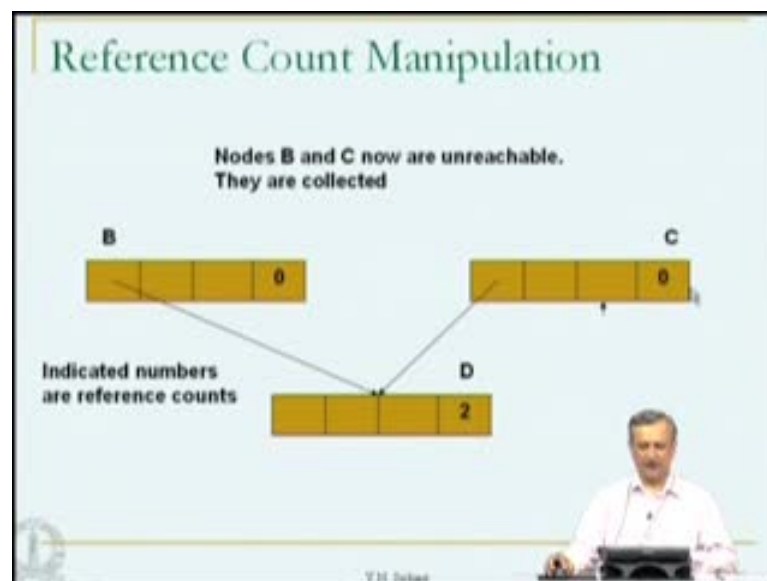 Reference Count Manipulation
Nodes B and C now are unreachable.
They are collected
B
C
0
0
Indicated numbers
are reference counts
D
2